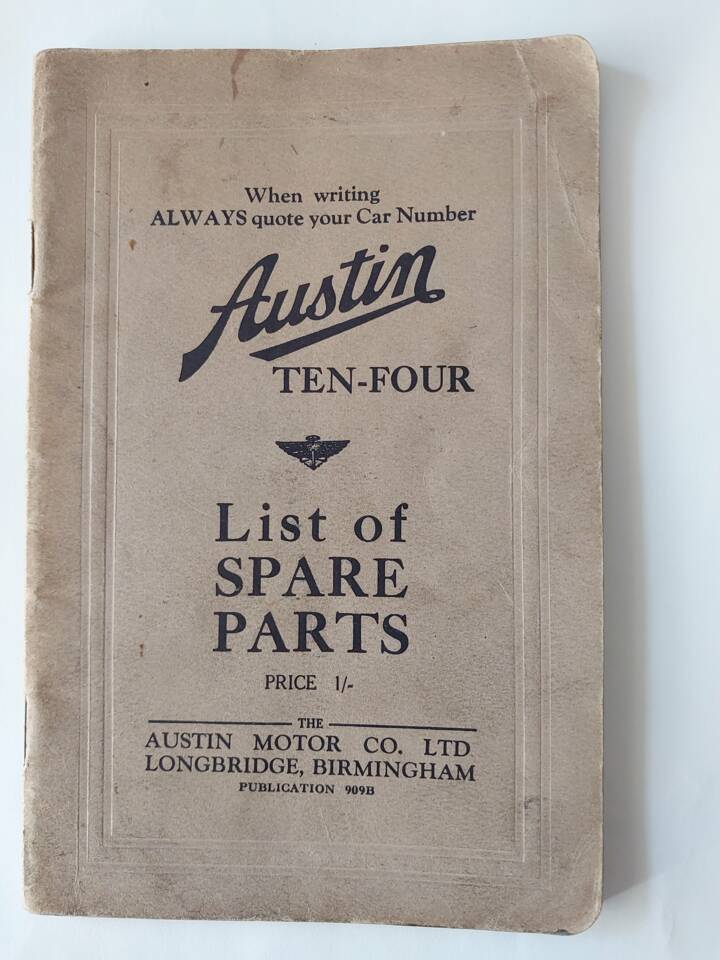 When writing
ALWAYS quote your Car Number
Austin
TEN-FOUR
List of
SPARE
PARTS
PRICE 1/-
THE
AUSTIN MOTOR CO. LTD
LONGBRIDGE, BIRMINGHAM
PUBLICATION 909B